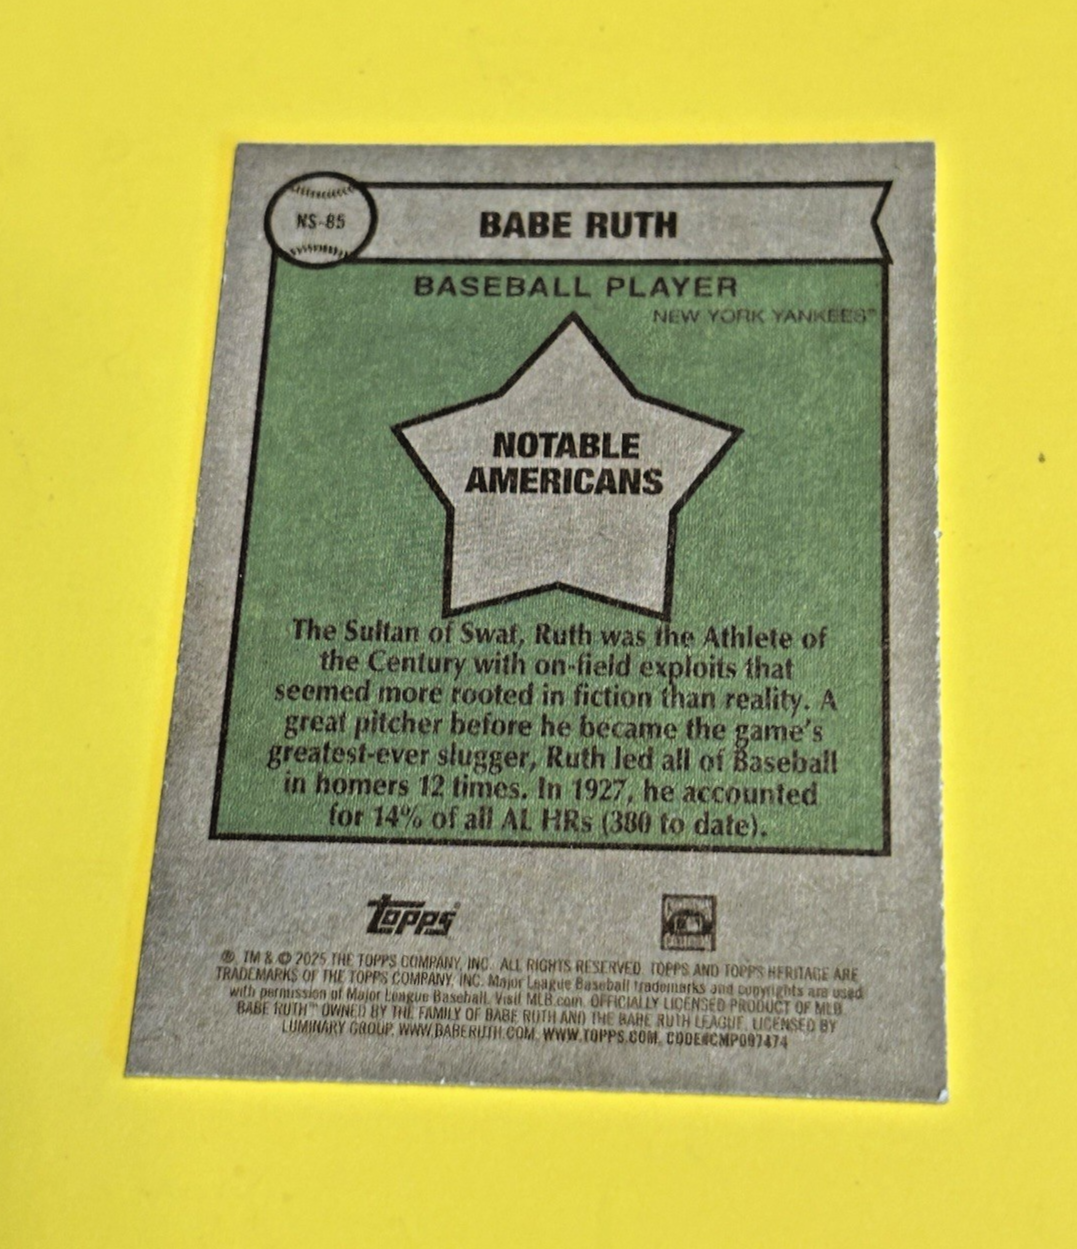 NS-85
BABE RUTH
BASEBALL PLAYER
NEW YORK YANKEES™
NOTABLE
AMERICANS
The Sultan of Swat, Ruth was the Athlete of
the Century with on-field exploits that
seemed more rooted in fiction than reality. A
great pitcher before he became the game's
greatest-ever slugger, Ruth led all of Baseball
in homers 12 times. In 1927, he accounted
for 14% of all AL HRs (380 to date).
topps
® TM & © 2025 THE TOPPS COMPANY, INC. ALL RIGHTS RESERVED. TOPPS AND TOPPS HERITAGE ARE
TRADEMARKS OF THE TOPPS COMPANY, INC. Major League Baseball trademarks and copyrights are used
with permission of Major League Baseball. Visit MLB.com. OFFICIALLY LICENSED PRODUCT OF MLB
BABE RUTH™ OWNED BY THE FAMILY OF BABE RUTH AND THE BABE RUTH LEAGUE. LICENSED BY
LUMINARY GROUP. WWW.BABERUTH.COM. WWW.TOPPS.COM. CODE#CMP097474